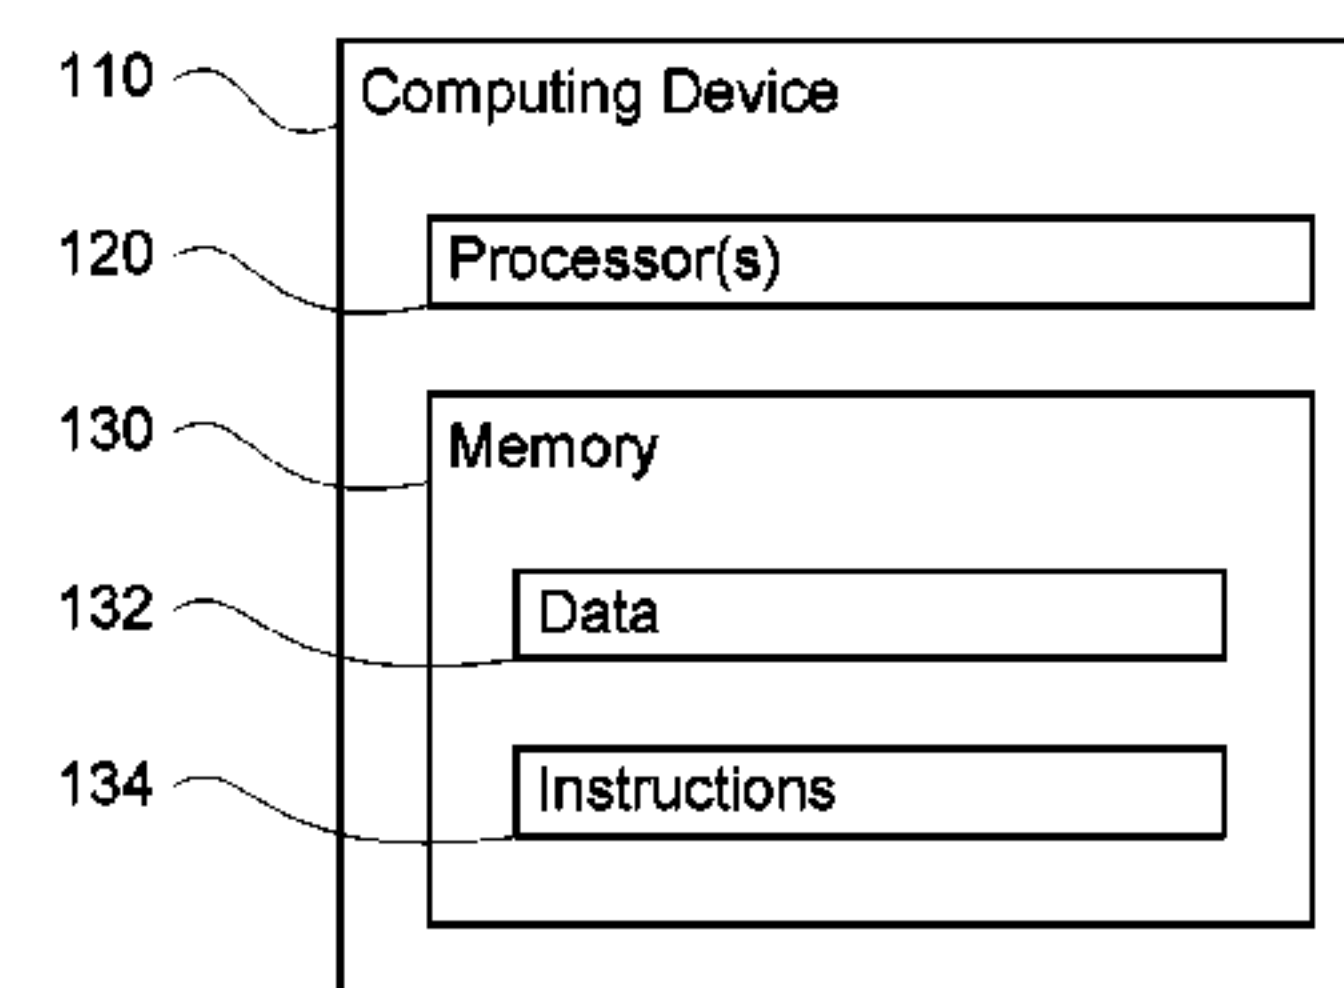 110 Computing Device
120 Processor(s)
130 Memory
132 Data
134 Instructions